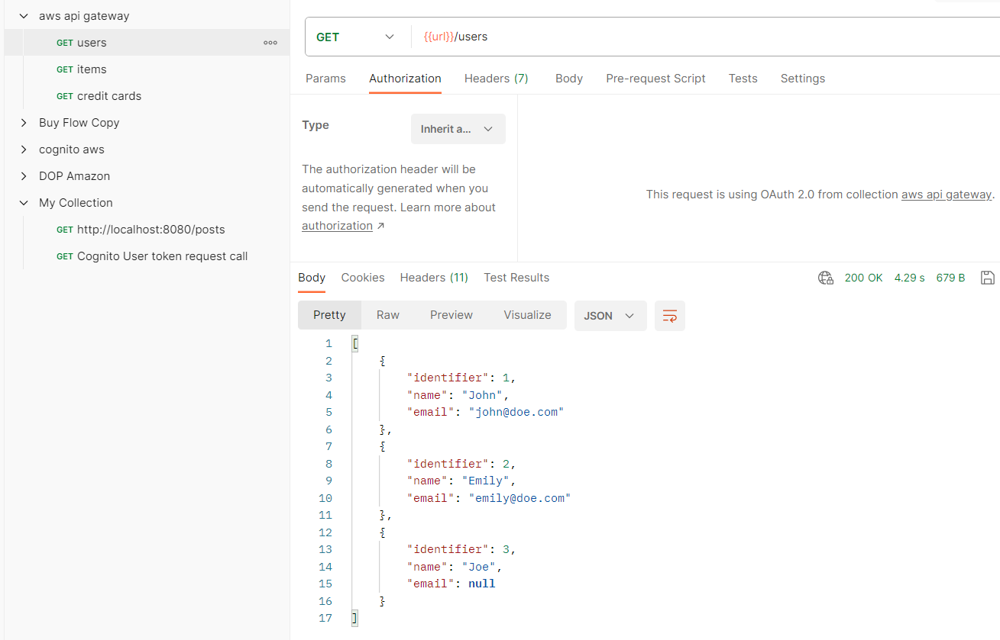 aws api gateway
GET users
GET items
GET credit cards
Buy Flow Copy
cognito aws
DOP Amazon
My Collection
GET http://localhost:8080/posts
GET Cognito User token request call
GET {{url}}/users
Params Authorization Headers (7) Body Pre-request Script Tests Settings
Type Inherit a...
The authorization header will be
automatically generated when you
send the request. Learn more about
authorization ↗
This request is using OAuth 2.0 from collection aws api gateway.
Body Cookies Headers (11) Test Results 200 OK 4.29 s 679 B
Pretty Raw Preview Visualize JSON
1 [
2 {
3 "identifier": 1,
4 "name": "John",
5 "email": "john@doe.com"
6 },
7 {
8 "identifier": 2,
9 "name": "Emily",
10 "email": "emily@doe.com"
11 },
12 {
13 "identifier": 3,
14 "name": "Joe",
15 "email": null
16 }
17 ]